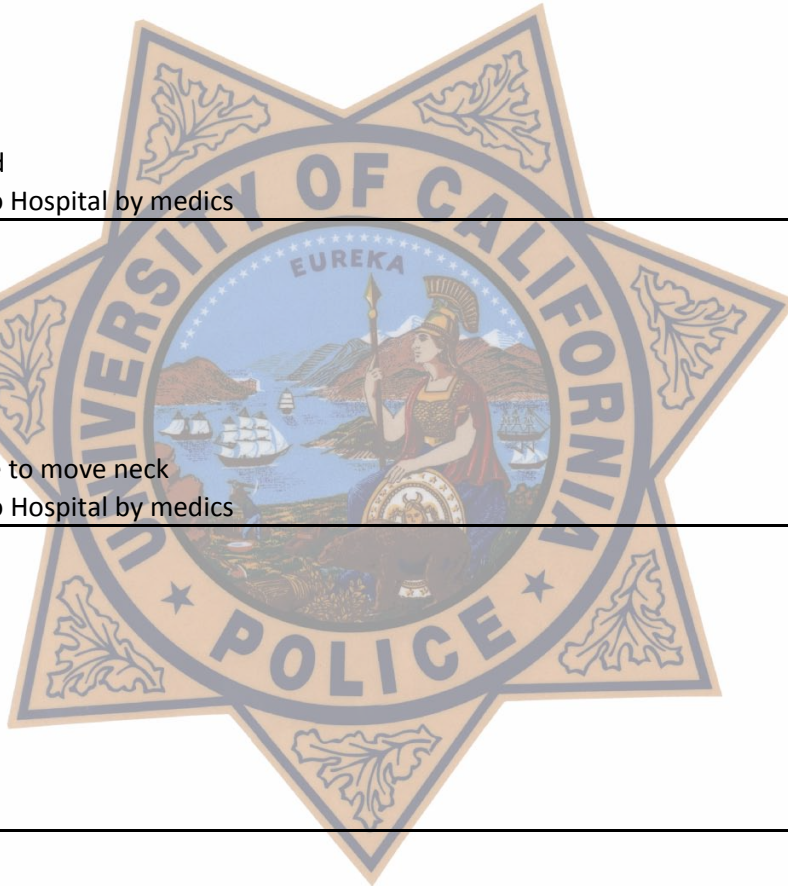 d
o Hospital by medics
UNIVERSITY OF CALIFORNIA
EUREKA
to move neck
o Hospital by medics
POLICE